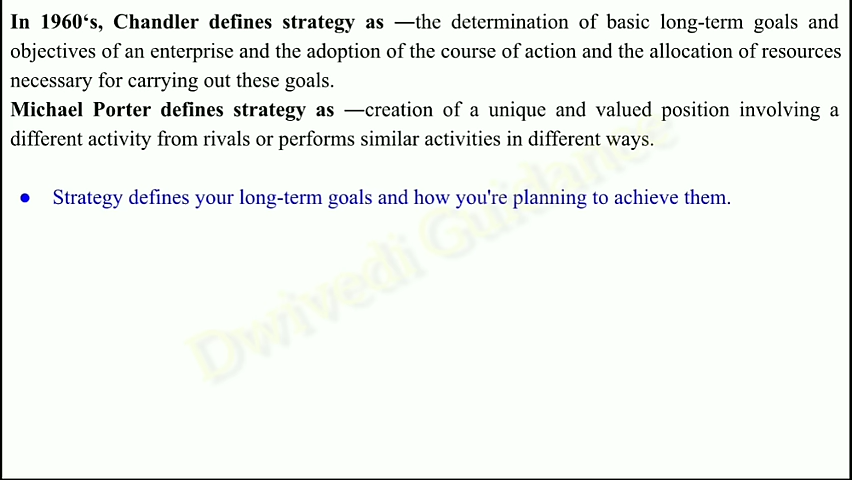 In 1960‘s, Chandler defines strategy as ―the determination of basic long-term goals and
objectives of an enterprise and the adoption of the course of action and the allocation of resources
necessary for carrying out these goals.
Michael Porter defines strategy as ―creation of a unique and valued position involving a
different activity from rivals or performs similar activities in different ways.
● Strategy defines your long-term goals and how you're planning to achieve them.
Dwivedi Guidance